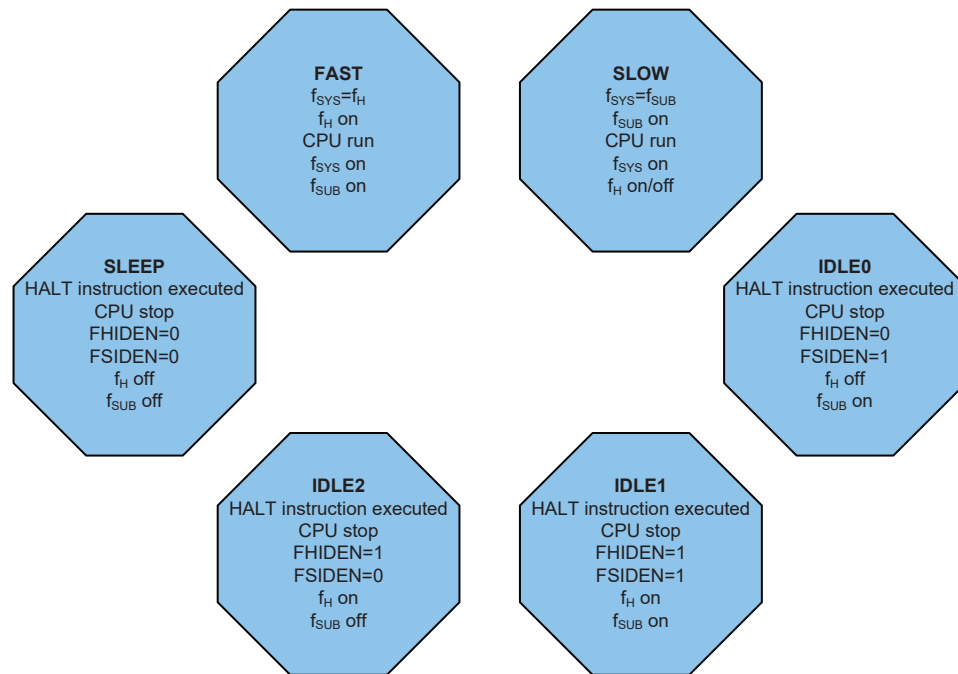 FAST
fSYS=fH
fH on
CPU run
fSYS on
fSUB on
SLOW
fSYS=fSUB
fSUB on
CPU run
fSYS on
fH on/off
SLEEP
HALT instruction executed
CPU stop
FHIDEN=0
FSIDEN=0
fH off
fSUB off
IDLE0
HALT instruction executed
CPU stop
FHIDEN=0
FSIDEN=1
fH off
fSUB on
IDLE2
HALT instruction executed
CPU stop
FHIDEN=1
FSIDEN=0
fH on
fSUB off
IDLE1
HALT instruction executed
CPU stop
FHIDEN=1
FSIDEN=1
fH on
fSUB on